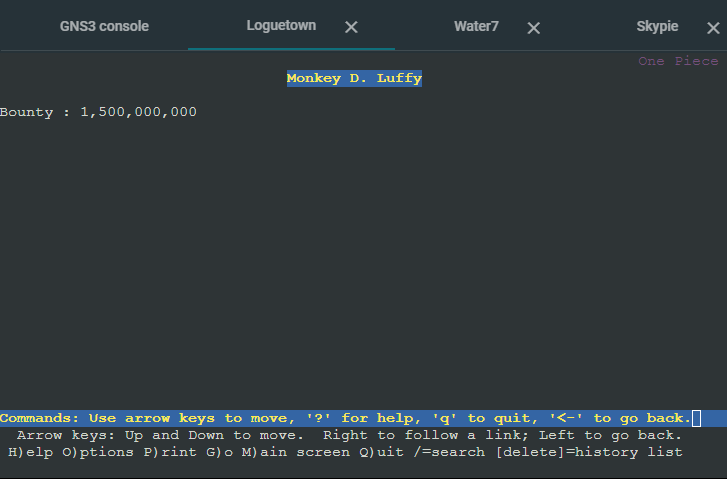 GNS3 console Loguetown Water7 Skypie
One Piece
Monkey D. Luffy
Bounty : 1,500,000,000
Commands: Use arrow keys to move, '?' for help, 'q' to quit, '<-' to go back.
Arrow keys: Up and Down to move. Right to follow a link; Left to go back.
H)elp O)ptions P)rint G)o M)ain screen Q)uit /=search [delete]=history list